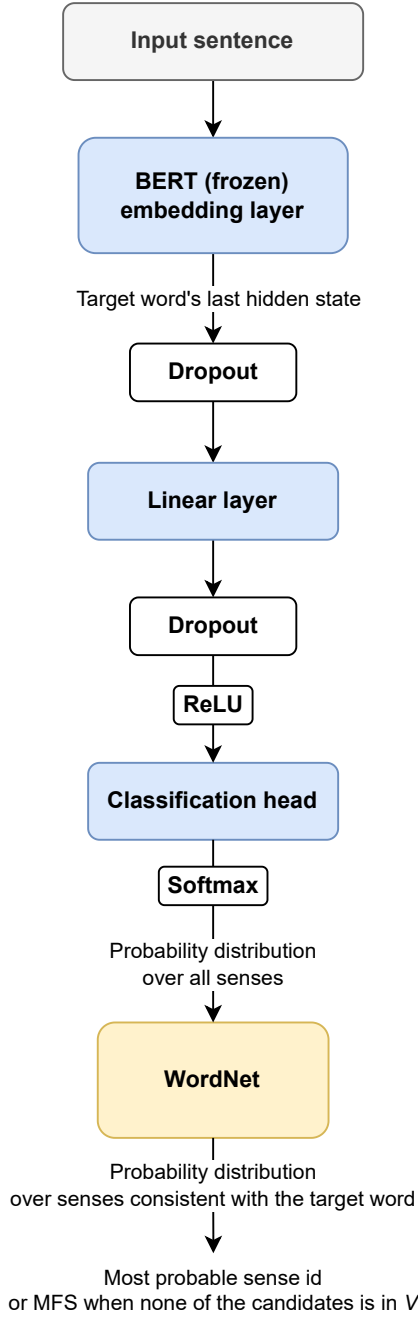 Input sentence
BERT (frozen)
embedding layer
Target word's last hidden state
Dropout
Linear layer
Dropout
ReLU
Classification head
Softmax
Probability distribution
over all senses
WordNet
Probability distribution
over senses consistent with the target word
Most probable sense id
or MFS when none of the candidates is in V